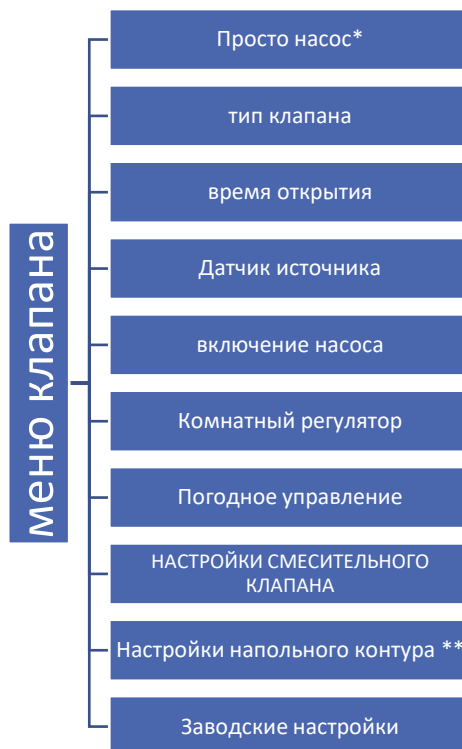 меню клапана
Просто насос*
тип клапана
время открытия
Датчик источника
включение насоса
Комнатный регулятор
Погодное управление
НАСТРОЙКИ СМЕСИТЕЛЬНОГО
КЛАПАНА
Настройки напольного контура **
Заводские настройки